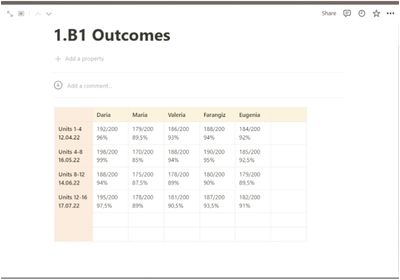 Share
1.B1 Outcomes
Add a property
Add a comment...
Daria Maria Valeria Farangiz Eugenia
Units 1-4 192/200 179/200 186/200 188/200 184/200
12.04.22 96% 89,5% 93% 94% 92%
Units 4-8 198/200 170/200 188/200 190/200 185/200
16.05.22 99% 85% 94% 95% 92,5%
Units 8-12 188/200 175/200 178/200 180/200 179/200
14.06.22 94% 87,5% 89% 90% 89,5%
Units 12-16 195/200 178/200 181/200 187/200 182/200
17.07.22 97,5% 89% 90,5% 93,5% 91%